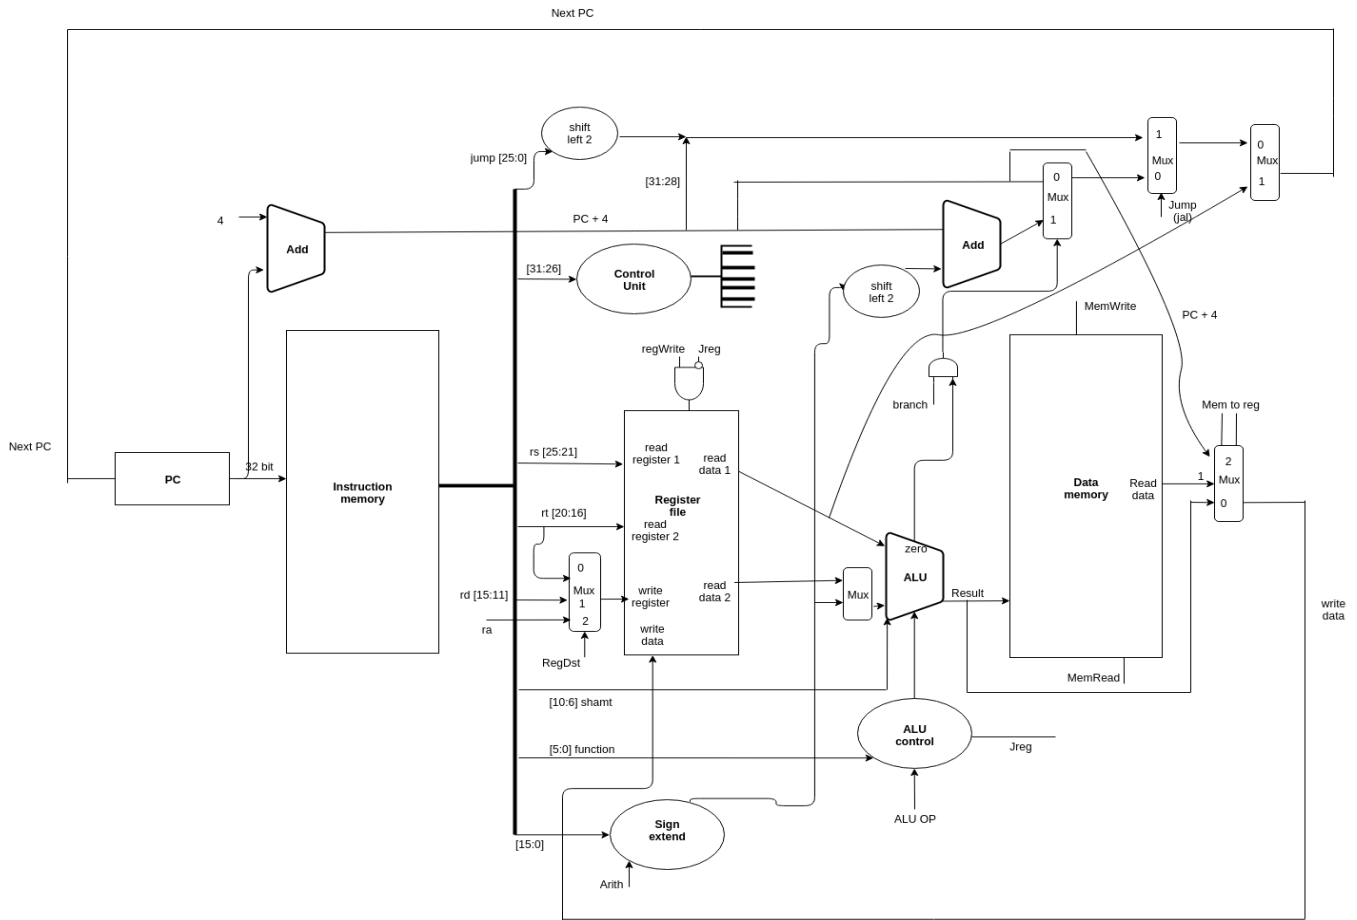 Next PC
shift
left 2
jump [25:0]
1
Mux
0
0
Mux
1
[31:28]
0
Mux
1
Jump
(jal)
4
Add
PC + 4
Add
[31:26]
Control
Unit
shift
left 2
MemWrite
PC + 4
regWrite
Jreg
branch
Mem to reg
Next PC
PC
32 bit
Instruction
memory
rs [25:21]
read
register 1
read
data 1
Register
file
rt [20:16]
read
register 2
Data
memory
Read
data
1
2
Mux
0
zero
ALU
0
Mux
1
2
rd [15:11]
ra
write
register
read
data 2
Mux
Result
write
data
write
data
RegDst
MemRead
[10:6] shamt
[5:0] function
ALU
control
Jreg
ALU OP
Sign
extend
[15:0]
Arith